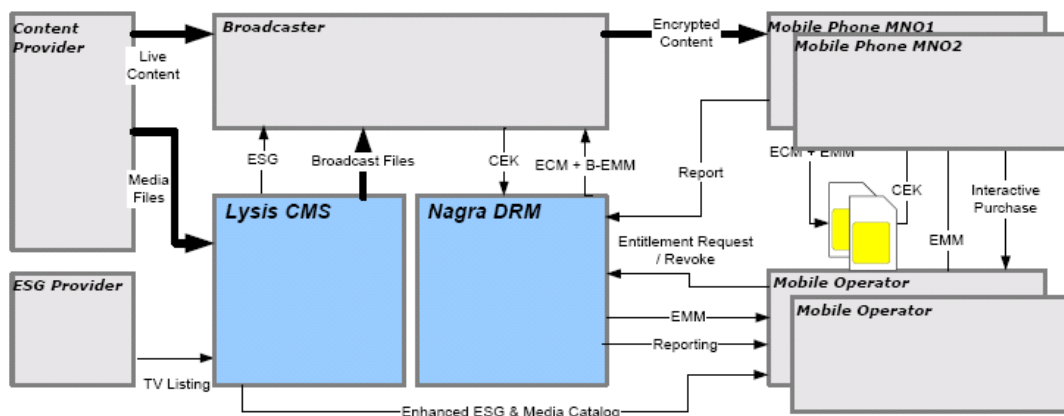 Content
Provider
Broadcaster
Live
Content
Encrypted
Content
Mobile Phone MNO1
Mobile Phone MNO2
Media
Files
ESG
Broadcast Files
CEK
ECM + B-EMM
Report
ECM + EMM
CEK
EMM
Interactive
Purchase
Lysis CMS
Nagra DRM
Entitlement Request
/ Revoke
ESG Provider
TV Listing
EMM
Reporting
Mobile Operator
Mobile Operator
Enhanced ESG & Media Catalog